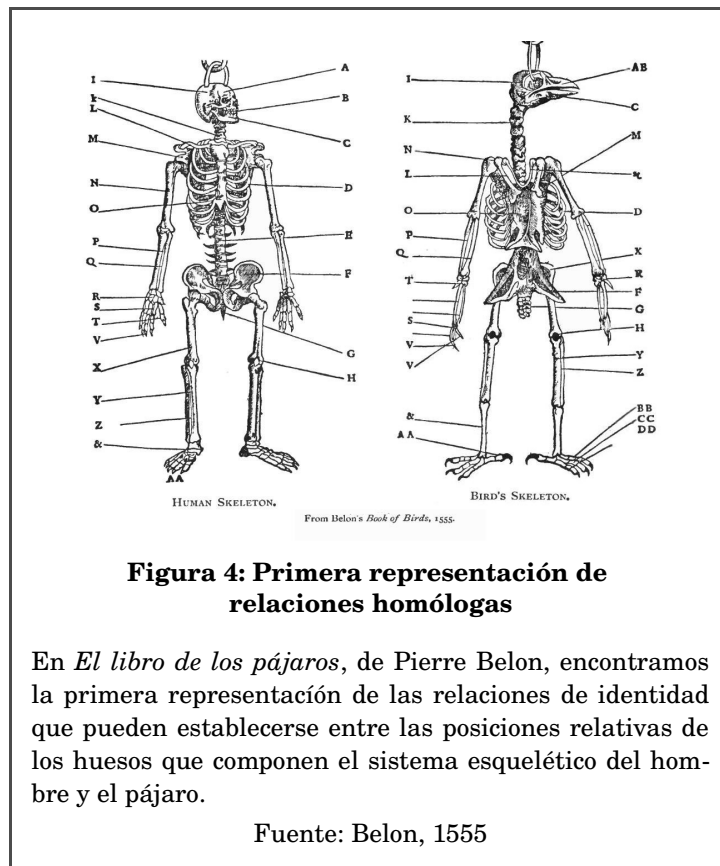 I
k
L
M
N
O
P
Q
R
S
T
V
X
Y
Z
&
AA
A
B
C
D
E
F
G
H
HUMAN SKELETON.
I
K
N
L
O
P
Q
T
S
V
V
&
AA
AB
C
M
D
X
R
F
G
H
Y
Z
BB
CC
DD
BIRD'S SKELETON.
From Belon's Book of Birds, 1555.
Figura 4: Primera representación de
relaciones homólogas
En El libro de los pájaros, de Pierre Belon, encontramos
la primera representacíón de las relaciones de identidad
que pueden establecerse entre las posiciones relativas de
los huesos que componen el sistema esquelético del hom-
bre y el pájaro.
Fuente: Belon, 1555